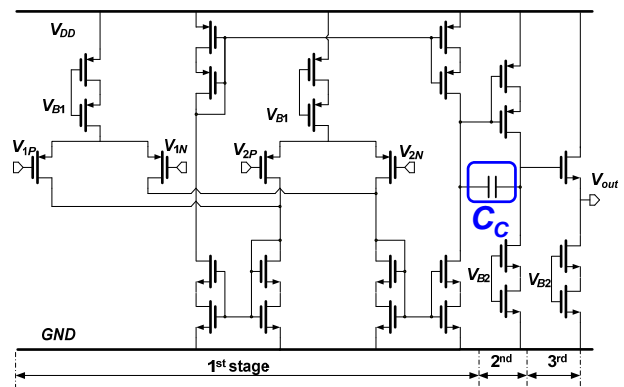 VDD
VB1
VB1
V1P
V1N
V2P
V2N
CC
Vout
VB2
VB2
GND
1st stage
2nd
3rd